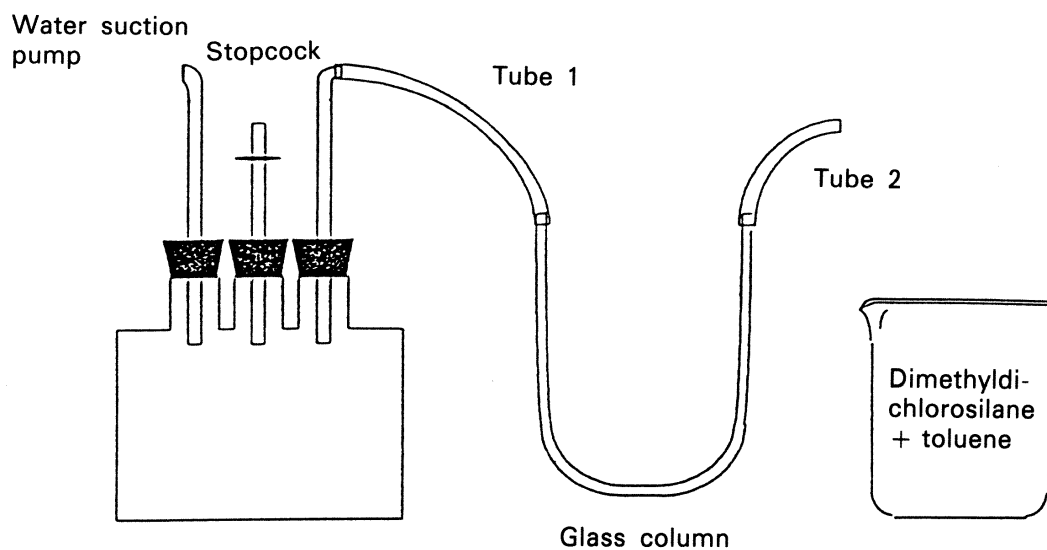 Water suction
pump
Stopcock
Tube 1
Tube 2
Dimethyldi-
chlorosilane
+ toluene
Glass column